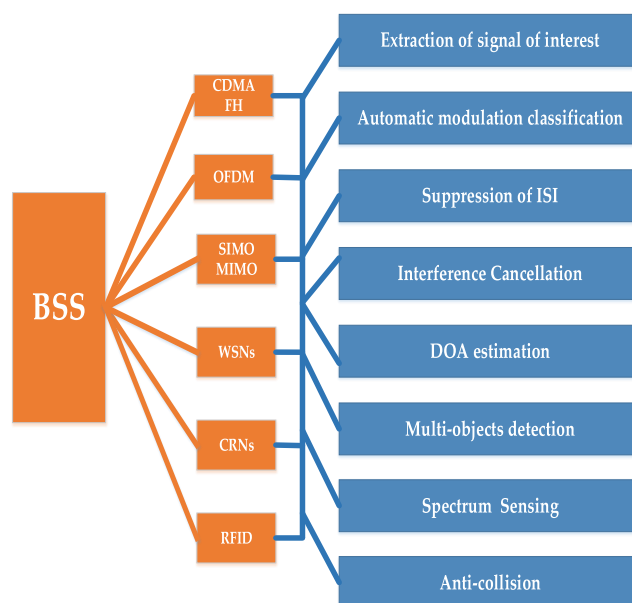 BSS
CDMA
FH
OFDM
SIMO
MIMO
WSNs
CRNs
RFID
Extraction of signal of interest
Automatic modulation classification
Suppression of ISI
Interference Cancellation
DOA estimation
Multi-objects detection
Spectrum Sensing
Anti-collision